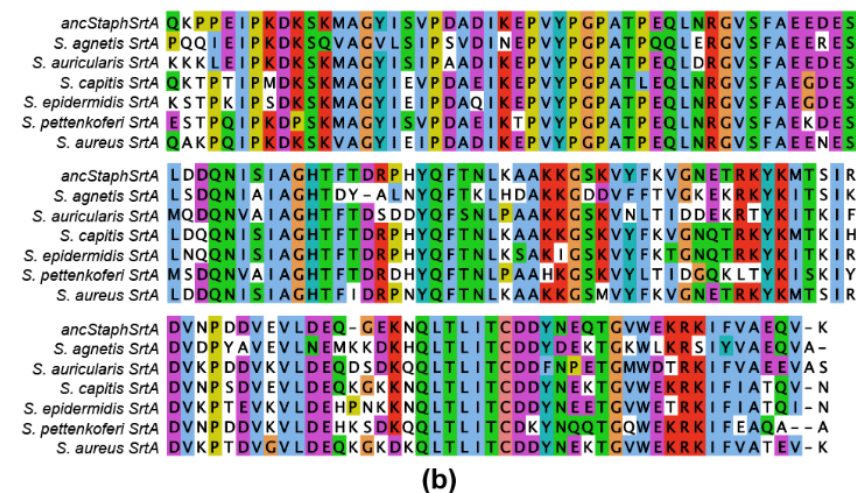 ancStaphSrtA QKPPEIPKDKSKMAGYISVPDADIKEPVYPGPATPEQLNRGVSFAEEDES
S. agnetis SrtA PQQIEIPKDKSQVAGVLSIPSVDINEPVYPGPATPQQLERGVSFAEERES
S. auricularis SrtA KKKLEIPKDKSKMAGYISIPAADIKEPVYPGPATPEQLDRGVSFAEEDES
S. capitis SrtA QKTPTIPMDKSKMAGYIEVPDAEIKEPVYPGPATLEQLNRGVSFAEGDES
S. epidermidis SrtA KSTPKIPSDKSKMAGYIEIPDAQIKEPVYPGPATPEQLNRGVSFAEGDES
S. pettenkoferi SrtA ESTPQIPKDPSKMAGYISVPDAEIKTPVYPGPATPEQLNRGVSFAEKDES
S. aureus SrtA QAKPQIPKDKSKVAGYIEIPDADIKEPVYPGPATPEQLNRGVSFAEENES
ancStaphSrtA LDDQNISIAGHTFTDRPHYQFTNLKAAKKGSKVYFKVGNETRKYKMTSIR
S. agnetis SrtA LSDQNIAIAGHTFTDY-ALNYQFTKLHDAKKGDDVFFTVGKEKRKYKMTSIR
S. auricularis SrtA MQDQNVAIAGHTFTDSDDYQFSNLPAAKKGSKVNLTIDDEKRTYKITKIF
S. capitis SrtA LDQQNISIAGHTFTDRPHYQFTNLKAAKKGSKVYFKVGNQTRKYKMTKIH
S. epidermidis SrtA LNQQNISIAGHTFTDRPHYQFTNLKSAKIGSKVYFKTGNQTRKYKITKIR
S. pettenkoferi SrtA MSDQNVAIAGHTFTDRDHYQFTNLPAAHKGSKVYLTIDGQKLTYKISKIY
S. aureus SrtA LDDQNISIAGHTFIDRPNYQFTNLKAAKKGSMVYFKVGNETRKYKMTSIR
ancStaphSrtA DVNPDDVEVLDEQ-GEKNQLTLITCDDYNEQTGVWEKRKIFVAEQV-K
S. agnetis SrtA DVDPYAVEVLNEMKKDKHQLTLITCDDYDEKTGKWLKRSIYVAEQVA-
S. auricularis SrtA DVKPDDVKVLDEQDSDKQQLTLITCDDFNPETGMWDTRKIFVAEEVAS
S. capitis SrtA DVNPSDVEVLDEQKGKKNQLTLITCDDYNEKTGVWEKRKIFIATQV-N
S. epidermidis SrtA DVKPTEVKVLDEHPNKKNQLTLITCDDYNEETGVWETRKIFIATQI-N
S. pettenkoferi SrtA DVNPDDVKVLDEHKSDKQQLTLITCDKYNQQTGQWEKRKIFEAQA--A
S. aureus SrtA DVKPTDVGVLDEQKGKDKQLTLITCDDYNEKTGVWEKRKIFVATEV-K
(b)